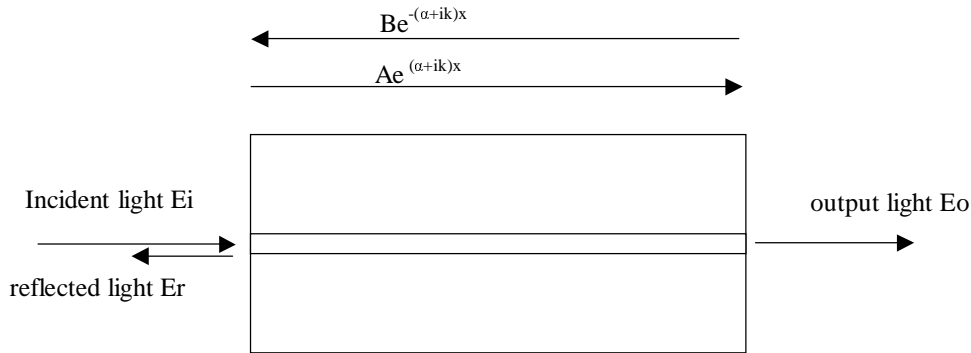 Be-(α+ik)x
Ae (α+ik)x
Incident light Ei
output light Eo
reflected light Er